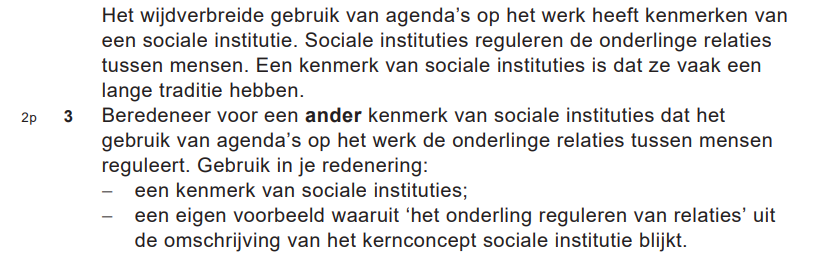 Het wijdverbreide gebruik van agenda's op het werk heeft kenmerken van
een sociale institutie. Sociale instituties reguleren de onderlinge relaties
tussen mensen. Een kenmerk van sociale instituties is dat ze vaak een
lange traditie hebben.
2p 3 Beredeneer voor een ander kenmerk van sociale instituties dat het
gebruik van agenda's op het werk de onderlinge relaties tussen mensen
reguleert. Gebruik in je redenering:
− een kenmerk van sociale instituties;
− een eigen voorbeeld waaruit 'het onderling reguleren van relaties' uit
de omschrijving van het kernconcept sociale institutie blijkt.